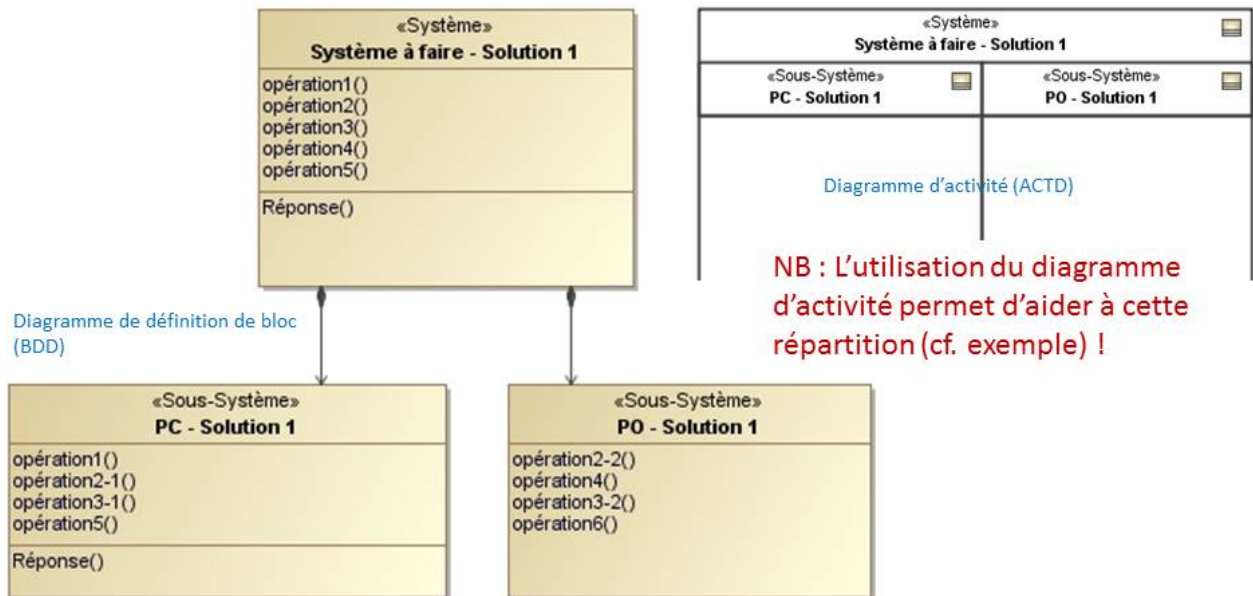 «Système»
Système à faire - Solution 1
opération1()
opération2()
opération3()
opération4()
opération5()
Réponse()
«Système»
Système à faire - Solution 1
«Sous-Système»
PC - Solution 1
«Sous-Système»
PO - Solution 1
Diagramme d'activité (ACTD)
NB : L'utilisation du diagramme
d'activité permet d'aider à cette
répartition (cf. exemple) !
Diagramme de définition de bloc
(BDD)
«Sous-Système»
PC - Solution 1
opération1()
opération2-1()
opération3-1()
opération5()
Réponse()
«Sous-Système»
PO - Solution 1
opération2-2()
opération4()
opération3-2()
opération6()